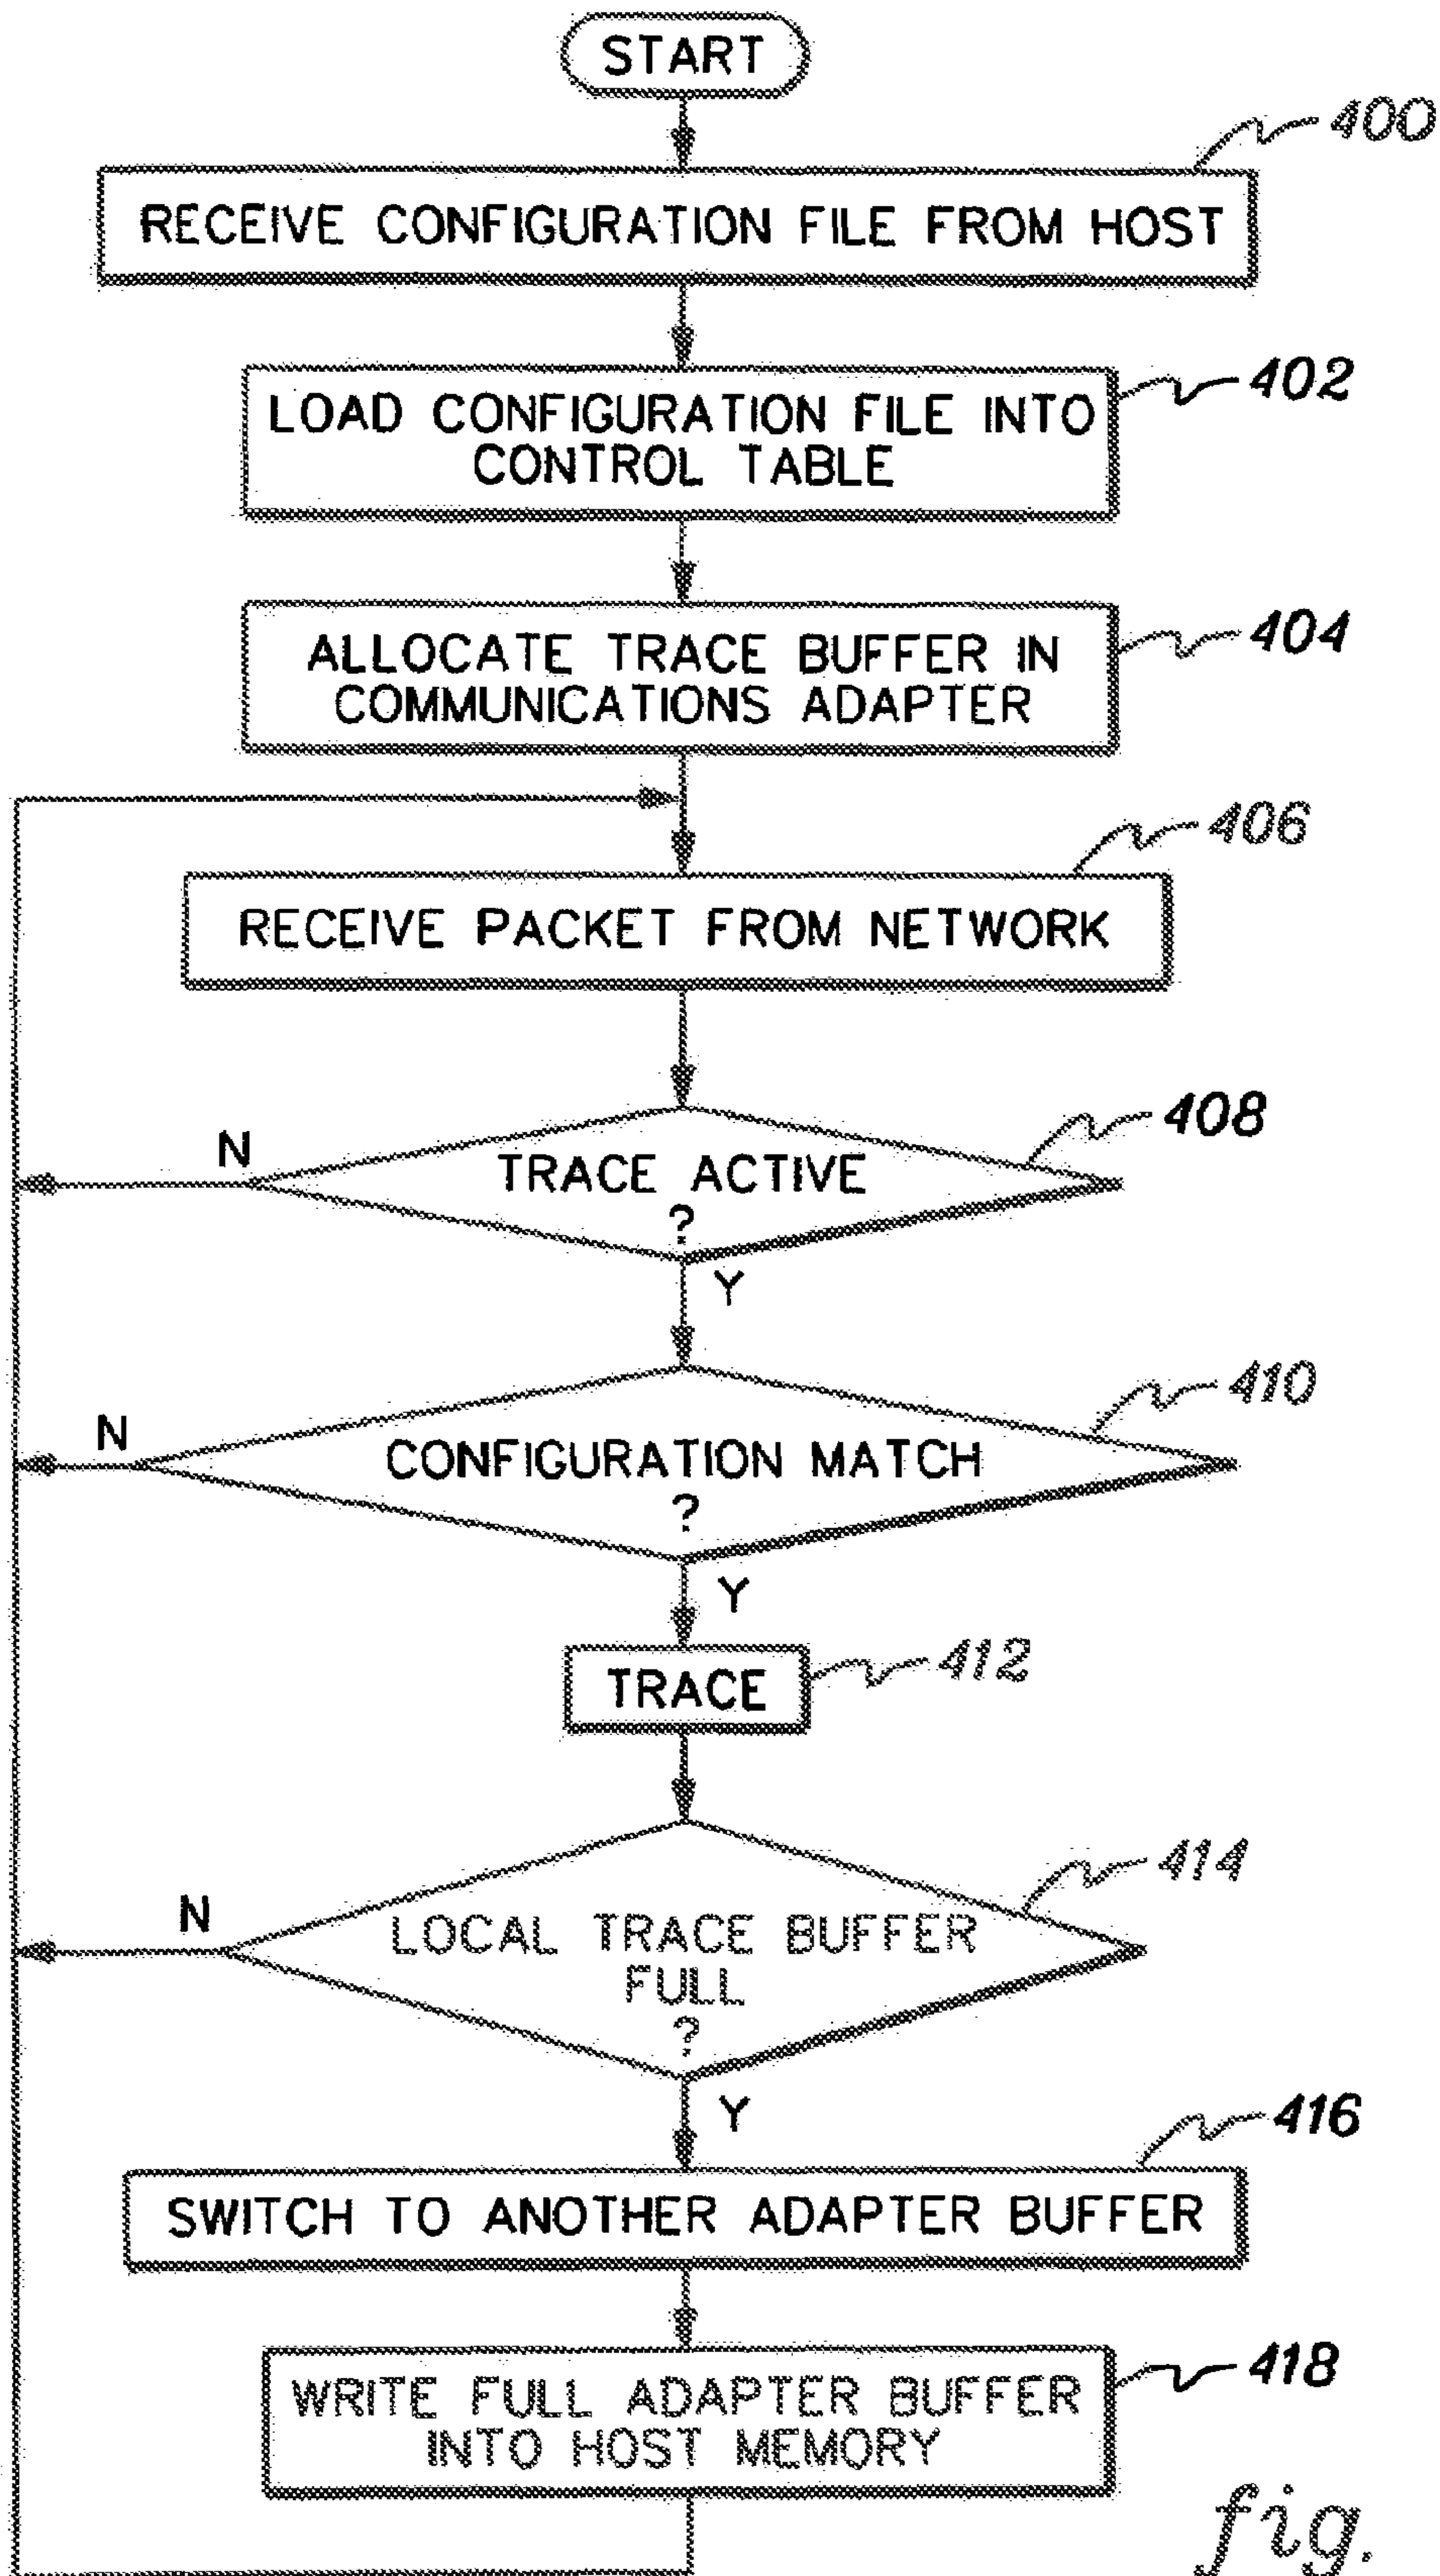 START
400
RECEIVE CONFIGURATION FILE FROM HOST
402
LOAD CONFIGURATION FILE INTO
CONTROL TABLE
404
ALLOCATE TRACE BUFFER IN
COMMUNICATIONS ADAPTER
406
RECEIVE PACKET FROM NETWORK
408
N
TRACE ACTIVE
?
Y
410
N
CONFIGURATION MATCH
?
Y
TRACE
412
414
N
LOCAL TRACE BUFFER
FULL
?
Y
416
SWITCH TO ANOTHER ADAPTER BUFFER
418
WRITE FULL ADAPTER BUFFER
INTO HOST MEMORY
fig.